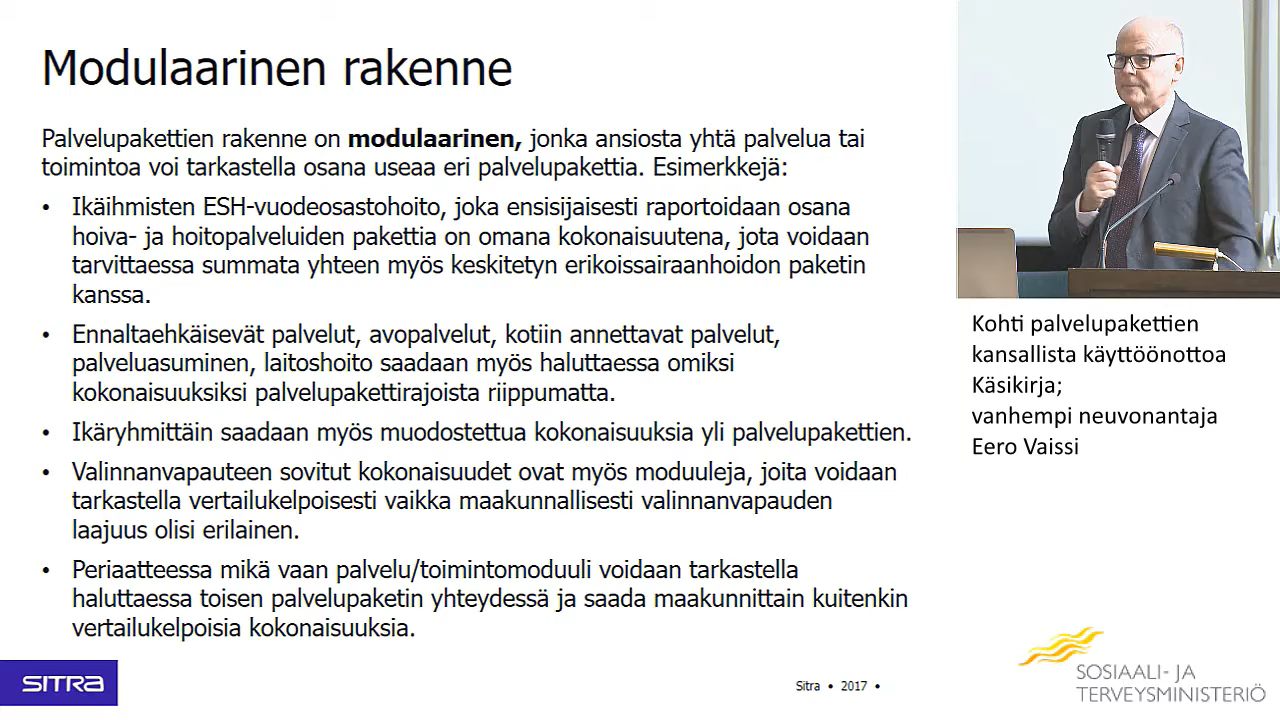 Modulaarinen rakenne
Palvelupakettien rakenne on modulaarinen, jonka ansiosta yhtä palvelua tai
toimintoa voi tarkastella osana useaa eri palvelupakettia. Esimerkkejä:
• Ikäihmisten ESH-vuodeosastohoito, joka ensisijaisesti raportoidaan osana
hoiva- ja hoitopalveluiden pakettia on omana kokonaisuutena, jota voidaan
tarvittaessa summata yhteen myös keskitetyn erikoissairaanhoidon paketin
kanssa.
• Ennaltaehkäisevät palvelut, avopalvelut, kotiin annettavat palvelut,
palveluasuminen, laitoshoito saadaan myös haluttaessa omiksi
kokonaisuuksiksi palvelupakettirajoista riippumatta.
• Ikäryhmittäin saadaan myös muodostettua kokonaisuuksia yli palvelupakettien.
• Valinnanvapauteen sovitut kokonaisuudet ovat myös moduuleja, joita voidaan
tarkastella vertailukelpoisesti vaikka maakunnallisesti valinnanvapauden
laajuus olisi erilainen.
• Periaatteessa mikä vaan palvelu/toimintomoduuli voidaan tarkastella
haluttaessa toisen palvelupaketin yhteydessä ja saada maakunnittain kuitenkin
vertailukelpoisia kokonaisuuksia.
SITRA
Sitra • 2017 •
Kohti palvelupakettien
kansallista käyttöönottoa
Käsikirja;
vanhempi neuvonantaja
Eero Vaissi
SOSIAALI- JA
TERVEYSMINISTERIÖ